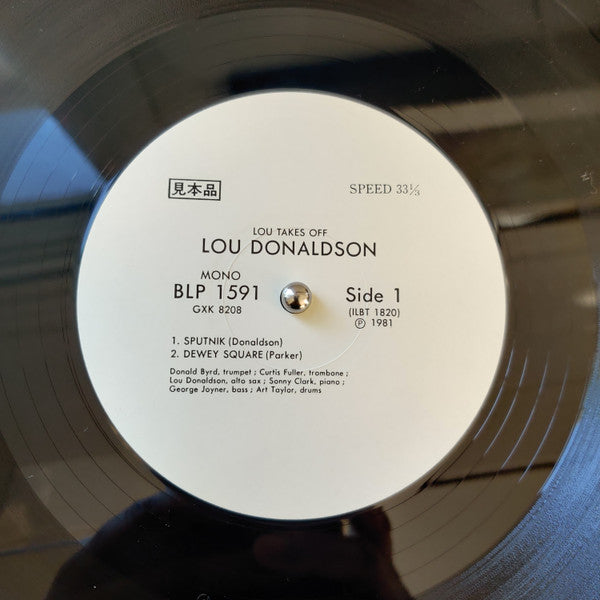 見本品
SPEED 33⅓
LOU TAKES OFF
LOU DONALDSON
MONO
BLP 1591
GXK 8208
Side 1
(ILBT 1820)
Ⓟ 1981
1. SPUTNIK (Donaldson)
2. DEWEY SQUARE (Parker)
Donald Byrd, trumpet ; Curtis Fuller, trombone ;
Lou Donaldson, alto sax ; Sonny Clark, piano ;
George Joyner, bass ; Art Taylor, drums